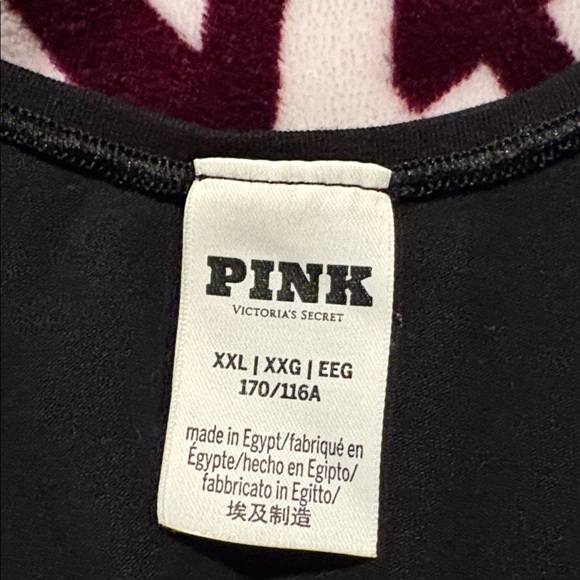 PINK
VICTORIA'S SECRET
XXL | XXG | EEG
170/116A
made in Egypt/fabriqué en
Égypte/hecho en Egipto/
fabbricato in Egitto/
埃及制造